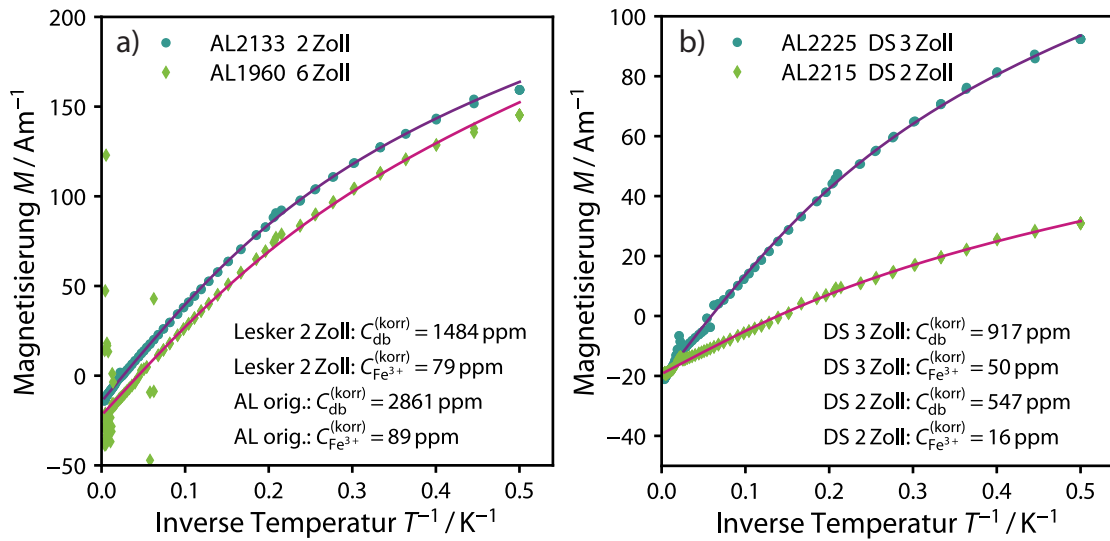 a)
AL2133 2 Zoll
AL1960 6 Zoll
Magnetisierung M / Am⁻¹
200
150
100
50
0
−50
Lesker 2 Zoll: C_db^(korr) = 1484 ppm
Lesker 2 Zoll: C_Fe³⁺^(korr) = 79 ppm
AL orig.: C_db^(korr) = 2861 ppm
AL orig.: C_Fe³⁺^(korr) = 89 ppm
0.0 0.1 0.2 0.3 0.4 0.5
Inverse Temperatur T⁻¹ / K⁻¹
b)
AL2225 DS 3 Zoll
AL2215 DS 2 Zoll
Magnetisierung M / Am⁻¹
100
80
60
40
20
0
−20
−40
DS 3 Zoll: C_db^(korr) = 917 ppm
DS 3 Zoll: C_Fe³⁺^(korr) = 50 ppm
DS 2 Zoll: C_db^(korr) = 547 ppm
DS 2 Zoll: C_Fe³⁺^(korr) = 16 ppm
0.0 0.1 0.2 0.3 0.4 0.5
Inverse Temperatur T⁻¹ / K⁻¹